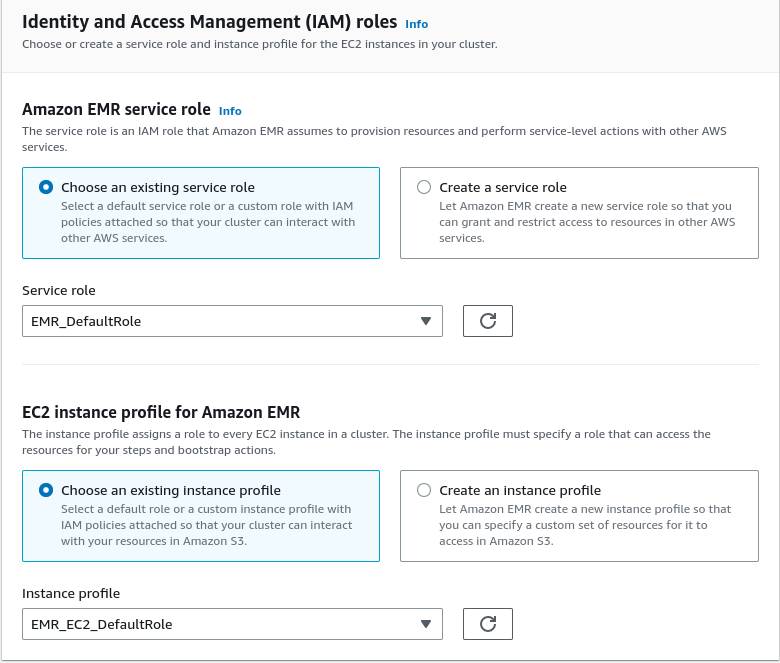 Identity and Access Management (IAM) roles Info
Choose or create a service role and instance profile for the EC2 instances in your cluster.
Amazon EMR service role Info
The service role is an IAM role that Amazon EMR assumes to provision resources and perform service-level actions with other AWS
services.
Choose an existing service role
Select a default service role or a custom role with IAM
policies attached so that your cluster can interact with
other AWS services.
Create a service role
Let Amazon EMR create a new service role so that you
can grant and restrict access to resources in other AWS
services.
Service role
EMR_DefaultRole
EC2 instance profile for Amazon EMR
The instance profile assigns a role to every EC2 instance in a cluster. The instance profile must specify a role that can access the
resources for your steps and bootstrap actions.
Choose an existing instance profile
Select a default role or a custom instance profile with
IAM policies attached so that your cluster can interact
with your resources in Amazon S3.
Create an instance profile
Let Amazon EMR create a new instance profile so that
you can specify a custom set of resources for it to
access in Amazon S3.
Instance profile
EMR_EC2_DefaultRole